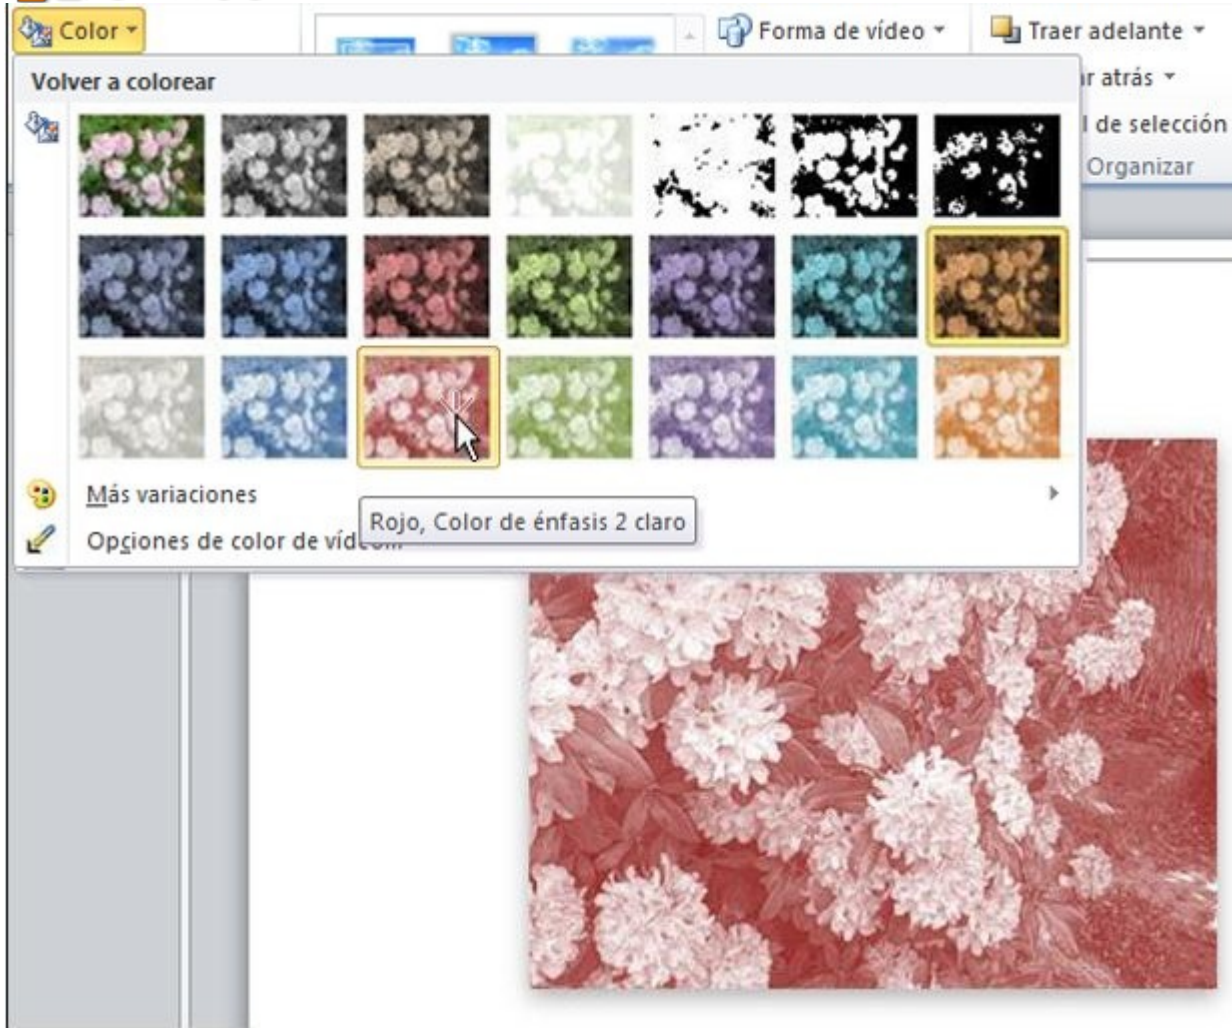 Color
Forma de vídeo
Traer adelante
r atrás
l de selección
Organizar
Volver a colorear
Más variaciones
Rojo, Color de énfasis 2 claro
Opciones de color de vídeo...